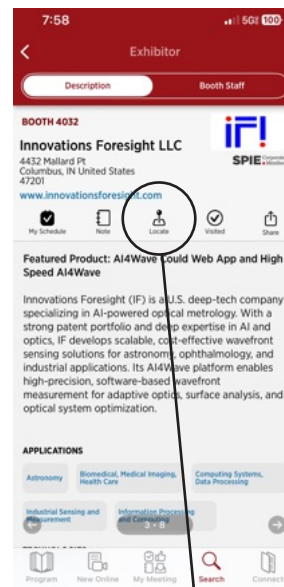 7:58
5G 100
Exhibitor
Description
Booth Staff
BOOTH 4032
iF!
Innovations Foresight LLC
4432 Mallard Pt
Columbus, IN United States
47201
SPIE
www.innovationsforesight.com
My Schedule
Note
Locate
Visited
Share
Featured Product: AI4Wave Could Web App and High
Speed AI4Wave
Innovations Foresight (IF) is a U.S. deep-tech company
specializing in AI-powered optical metrology. With a
strong patent portfolio and deep expertise in AI and
optics, IF develops scalable, cost-effective wavefront
sensing solutions for astronomy, ophthalmology, and
industrial applications. Its AI4Wave platform enables
high-precision, software-based wavefront
measurement for adaptive optics, surface analysis, and
optical system optimization.
APPLICATIONS
Astronomy
Biomedical, Medical Imaging,
Health Care
Computing Systems,
Data Processing
Industrial Sensing and
Measurement
Information Processing
and Computing
3 - 8
Program
New Online
My Meeting
Search
Connect